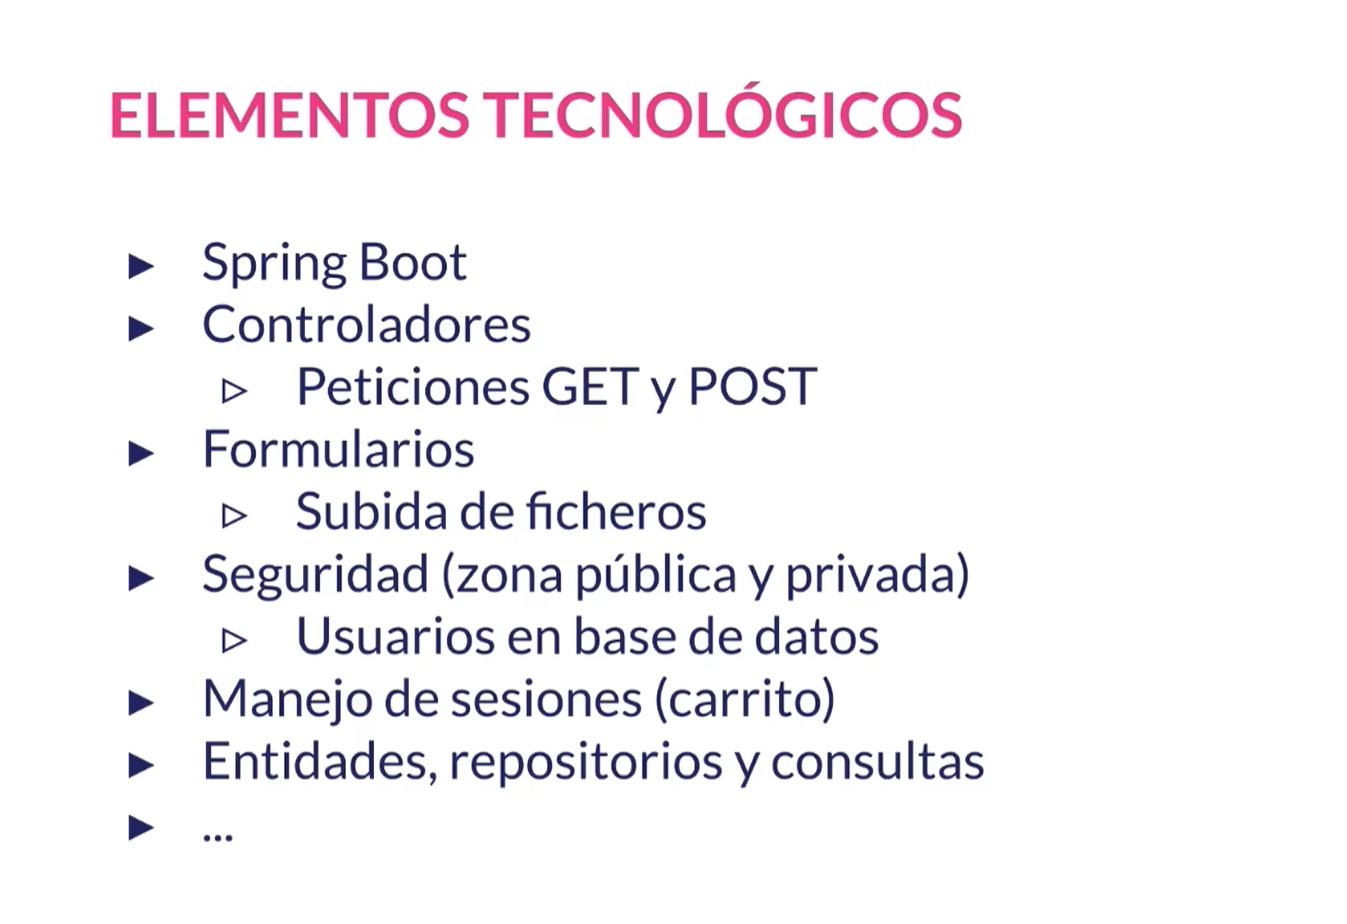 ELEMENTOS TECNOLÓGICOS
► Spring Boot
► Controladores
▷ Peticiones GET y POST
► Formularios
▷ Subida de ficheros
► Seguridad (zona pública y privada)
▷ Usuarios en base de datos
► Manejo de sesiones (carrito)
► Entidades, repositorios y consultas
► ...